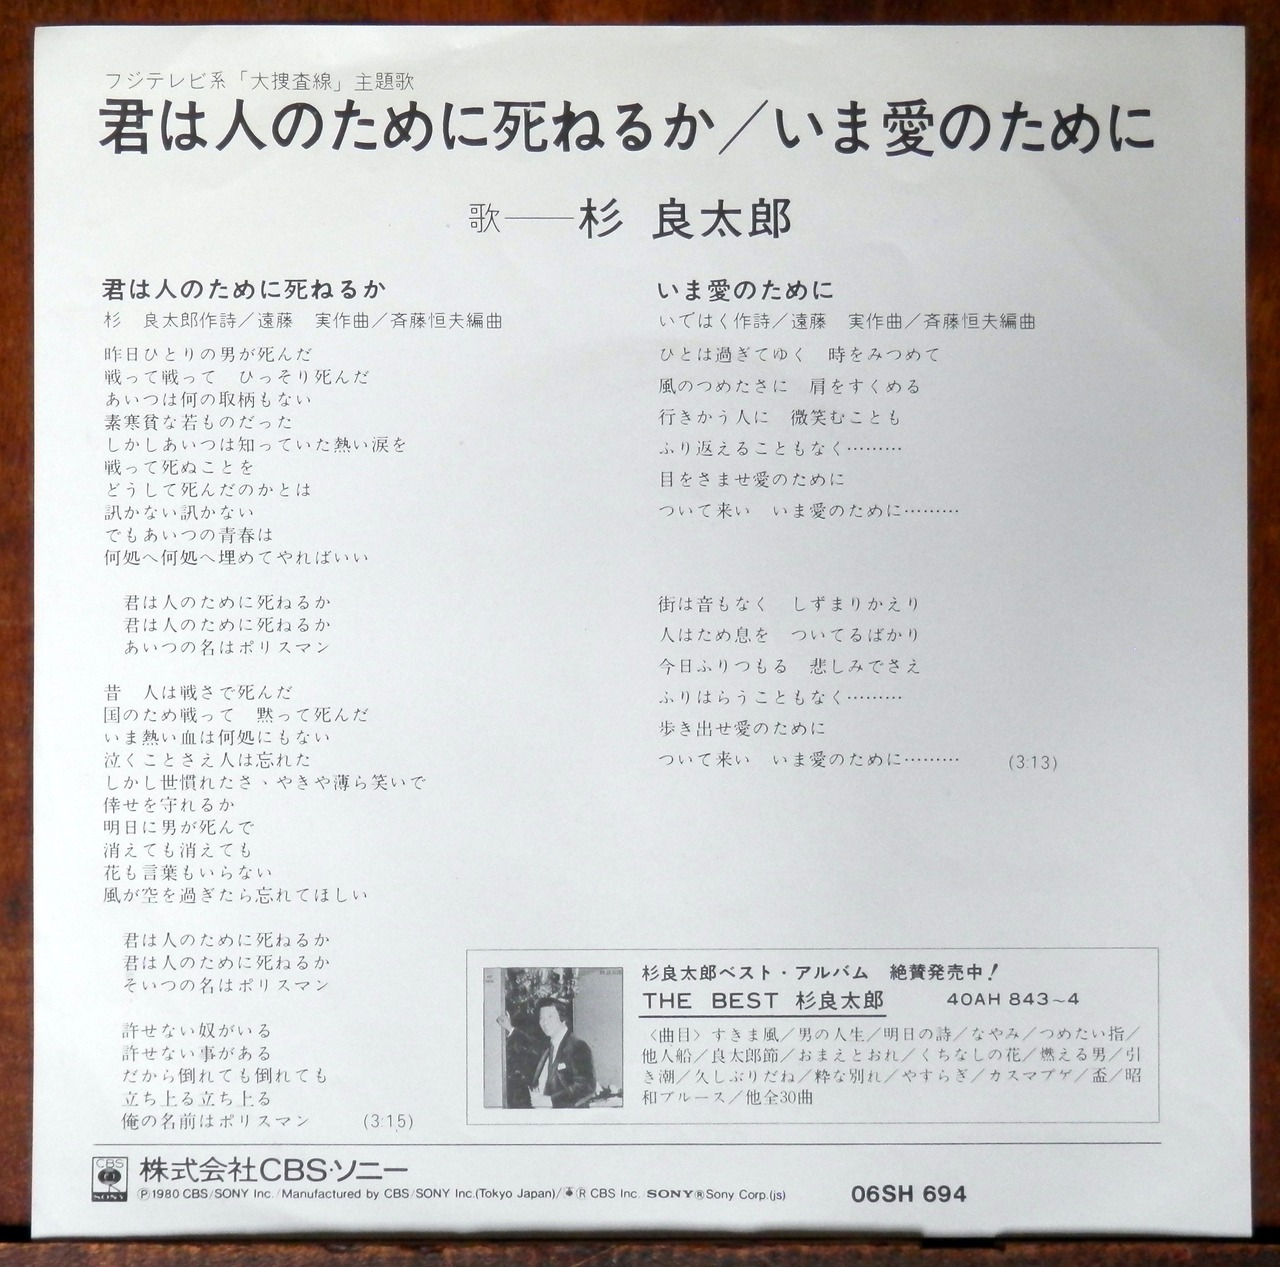 フジテレビ系「大捜査線」主題歌
君は人のために死ねるか／いま愛のために
歌――杉 良太郎
君は人のために死ねるか
杉　良太郎作詩／遠藤　実作曲／斉藤恒夫編曲
昨日ひとりの男が死んだ
戦って戦って　ひっそり死んだ
あいつは何の取柄もない
素寒貧な若ものだった
しかしあいつは知っていた熱い涙を
戦って死ぬことを
どうして死んだのかとは
訊かない訊かない
でもあいつの青春は
何処へ何処へ埋めてやればいい
君は人のために死ねるか
君は人のために死ねるか
あいつの名はポリスマン
昔　人は戦さで死んだ
国のため戦って　黙って死んだ
いま熱い血は何処にもない
泣くことさえ人は忘れた
しかし世慣れたさゝやきや薄ら笑いで
倖せを守れるか
明日に男が死んで
消えても消えても
花も言葉もいらない
風が空を過ぎたら忘れてほしい
君は人のために死ねるか
君は人のために死ねるか
そいつの名はポリスマン
許せない奴がいる
許せない事がある
だから倒れても倒れても
立ち上る立ち上る
俺の名前はポリスマン　(3:15)
いま愛のために
いではく作詩／遠藤　実作曲／斉藤恒夫編曲
ひとは過ぎてゆく　時をみつめて
風のつめたさに　肩をすくめる
行きかう人に　微笑むことも
ふり返えることもなく………
目をさませ愛のために
ついて来い　いま愛のために………
街は音もなく　しずまりかえり
人はため息を　ついてるばかり
今日ふりつもる　悲しみでさえ
ふりはらうこともなく………
歩き出せ愛のために
ついて来い　いま愛のために………　(3:13)
杉良太郎ベスト・アルバム　絶賛発売中！
THE BEST 杉良太郎　40AH 843~4
〈曲目〉すきま風／男の人生／明日の詩／なやみ／つめたい指／
他人船／良太郎節／おまえとおれ／くちなしの花／燃える男／引
き潮／久しぶりだね／粋な別れ／やすらぎ／カスマプゲ／盃／昭
和ブルース／他全30曲
CBS
SONY
株式会社CBS・ソニー
Ⓟ1980 CBS/SONY Inc./Manufactured by CBS/SONY Inc.(Tokyo Japan)/Ⓡ CBS Inc. SONY®Sony Corp.(js)
06SH 694